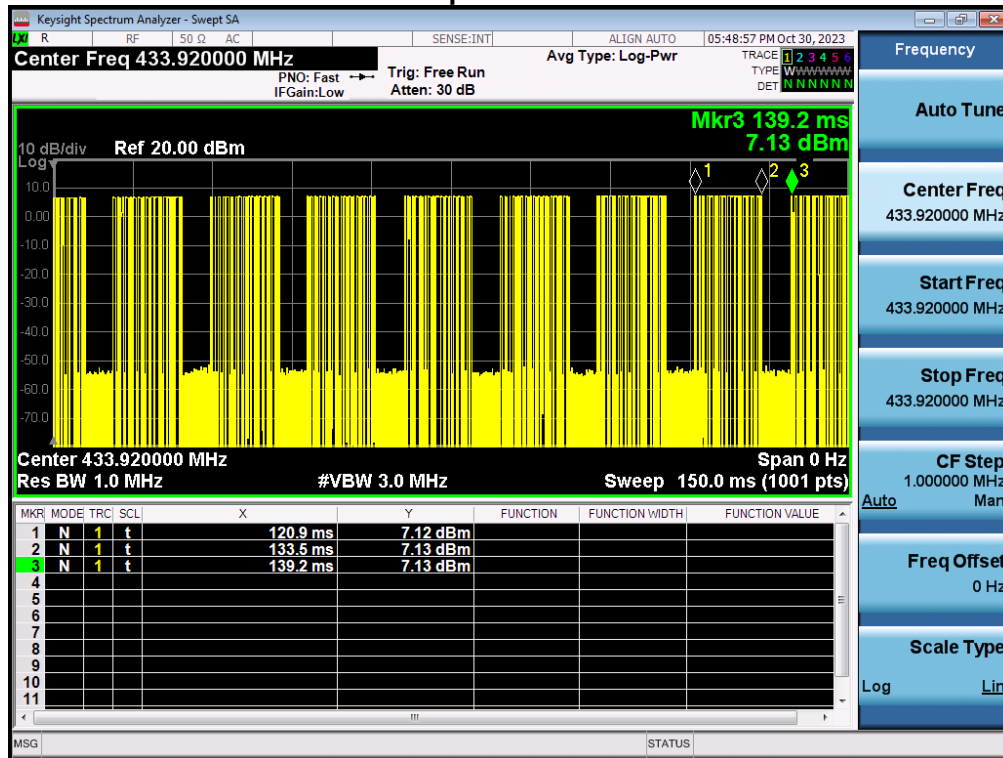 Keysight Spectrum Analyzer - Swept SA
LXI R RF 50 Ω AC SENSE:INT ALIGN AUTO 05:48:57 PM Oct 30, 2023
Center Freq 433.920000 MHz
PNO: Fast
IFGain:Low
Trig: Free Run
Atten: 30 dB
Avg Type: Log-Pwr
TRACE 1 2 3 4 5 6
TYPE WWWWWW
DET N N N N N N
Mkr3 139.2 ms
7.13 dBm
10 dB/div Ref 20.00 dBm
Log
1 2 3
10.0
0.00
-10.0
-20.0
-30.0
-40.0
-50.0
-60.0
-70.0
Center 433.920000 MHz Span 0 Hz
Res BW 1.0 MHz #VBW 3.0 MHz Sweep 150.0 ms (1001 pts)
MKR MODE TRC SCL X Y FUNCTION FUNCTION WIDTH FUNCTION VALUE
1 N 1 t 120.9 ms 7.12 dBm
2 N 1 t 133.5 ms 7.13 dBm
3 N 1 t 139.2 ms 7.13 dBm
4
5
6
7
8
9
10
11
MSG STATUS
Frequency
Auto Tune
Center Freq
433.920000 MHz
Start Freq
433.920000 MHz
Stop Freq
433.920000 MHz
CF Step
1.000000 MHz
Auto Man
Freq Offset
0 Hz
Scale Type
Log Lin